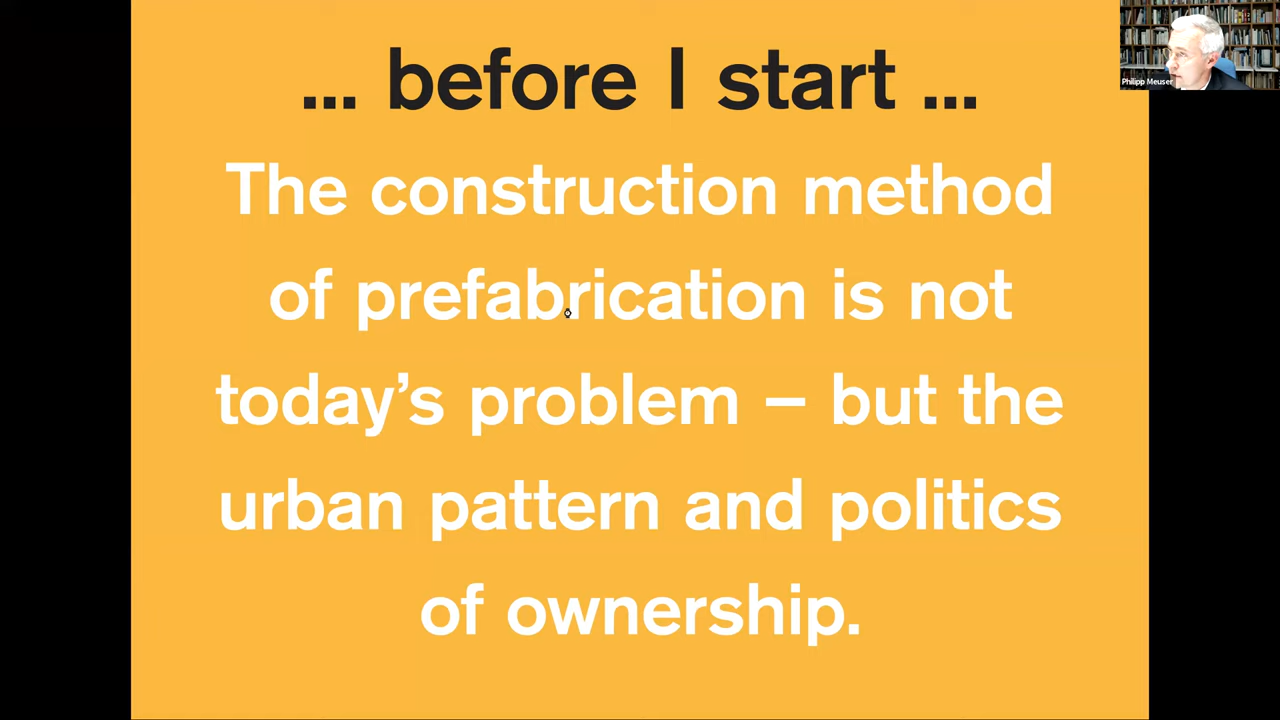 ... before I start ...
The construction method
of prefabrication is not
today’s problem – but the
urban pattern and politics
of ownership.
Philipp Meuser